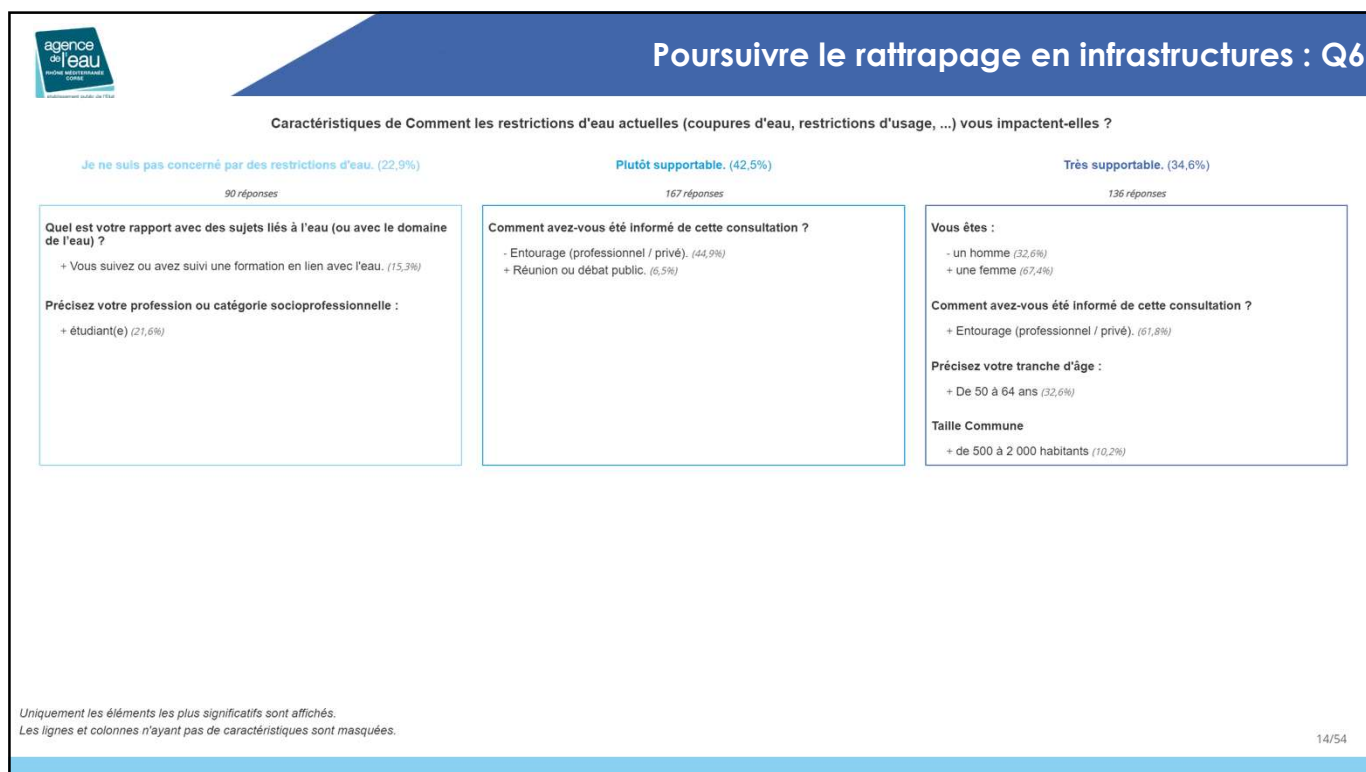 agence
de l'eau
RHÔNE MÉDITERRANÉE
CORSE
établissement public de l'État
Poursuivre le rattrapage en infrastructures : Q6
Caractéristiques de Comment les restrictions d'eau actuelles (coupures d'eau, restrictions d'usage, ...) vous impactent-elles ?
Je ne suis pas concerné par des restrictions d'eau. (22,9%)
90 réponses
Quel est votre rapport avec des sujets liés à l'eau (ou avec le domaine
de l'eau) ?
+ Vous suivez ou avez suivi une formation en lien avec l'eau. (15,3%)
Précisez votre profession ou catégorie socioprofessionnelle :
+ étudiant(e) (21,6%)
Plutôt supportable. (42,5%)
167 réponses
Comment avez-vous été informé de cette consultation ?
- Entourage (professionnel / privé). (44,9%)
+ Réunion ou débat public. (6,5%)
Très supportable. (34,6%)
136 réponses
Vous êtes :
- un homme (32,6%)
+ une femme (67,4%)
Comment avez-vous été informé de cette consultation ?
+ Entourage (professionnel / privé). (61,8%)
Précisez votre tranche d'âge :
+ De 50 à 64 ans (32,6%)
Taille Commune
+ de 500 à 2 000 habitants (10,2%)
Uniquement les éléments les plus significatifs sont affichés.
Les lignes et colonnes n'ayant pas de caractéristiques sont masquées.
14/54